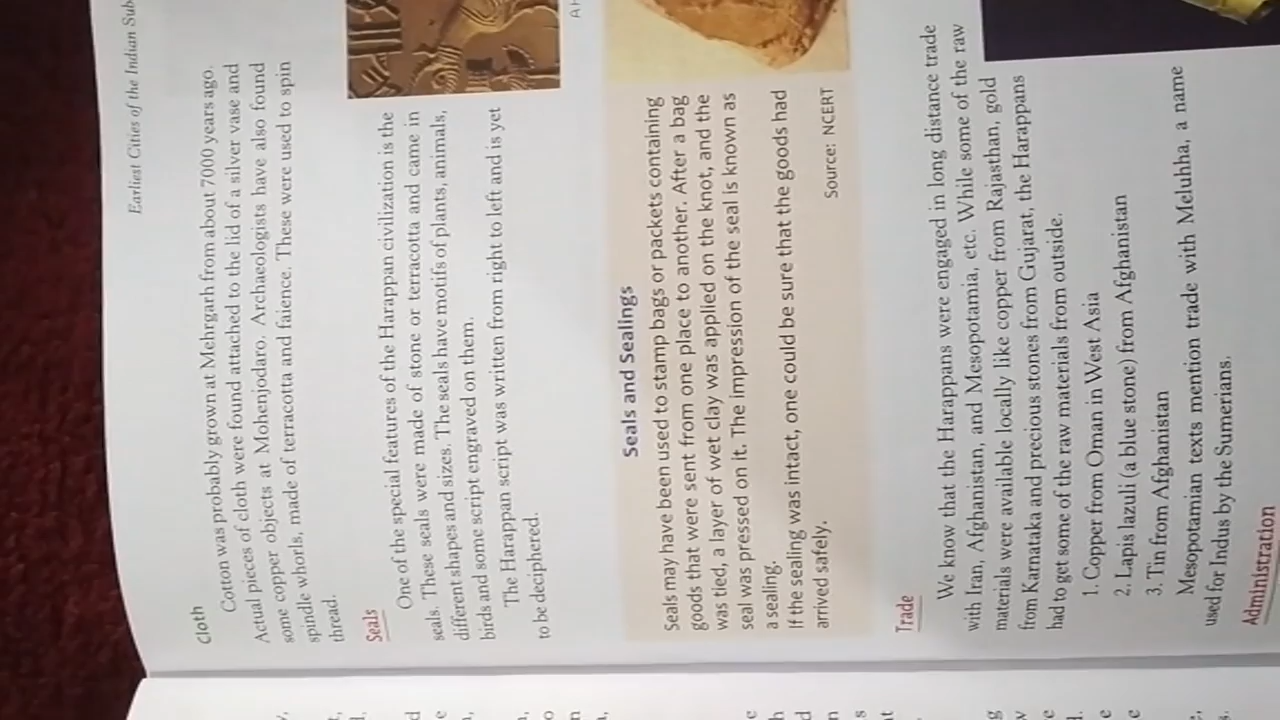 Earliest Cities of the Indian Sub
Cloth
Cotton was probably grown at Mehrgarh from about 7000 years ago.
Actual pieces of cloth were found attached to the lid of a silver vase and
some copper objects at Mohenjodaro. Archaeologists have also found
spindle whorls, made of terracotta and faience. These were used to spin
thread.
Seals
One of the special features of the Harappan civilization is the
seals. These seals were made of stone or terracotta and came in
different shapes and sizes. The seals have motifs of plants, animals,
birds and some script engraved on them.
The Harappan script was written from right to left and is yet
to be deciphered.
Seals and Sealings
Seals may have been used to stamp bags or packets containing
goods that were sent from one place to another. After a bag
was tied, a layer of wet clay was applied on the knot, and the
seal was pressed on it. The impression of the seal is known as
a sealing.
If the sealing was intact, one could be sure that the goods had
arrived safely.
Source: NCERT
Trade
We know that the Harappans were engaged in long distance trade
with Iran, Afghanistan, and Mesopotamia, etc. While some of the raw
materials were available locally like copper from Rajasthan, gold
from Karnataka and precious stones from Gujarat, the Harappans
had to get some of the raw materials from outside.
1. Copper from Oman in West Asia
2. Lapis lazuli (a blue stone) from Afghanistan
3. Tin from Afghanistan
Mesopotamian texts mention trade with Meluhha, a name
used for Indus by the Sumerians.
Administration